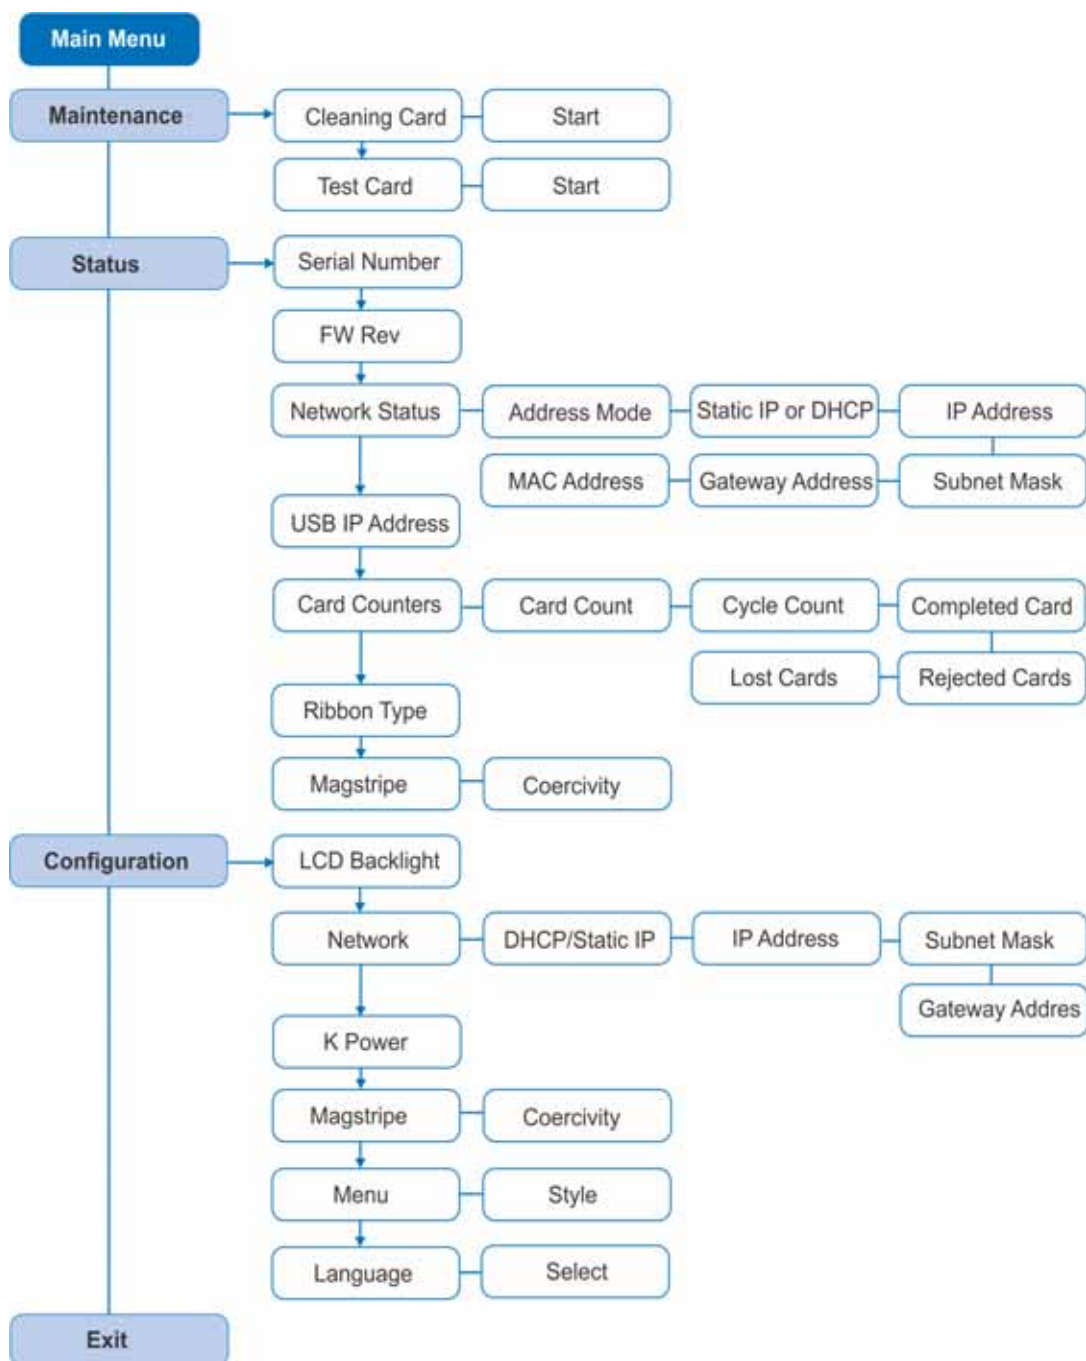 Main Menu
Maintenance
Cleaning Card
Start
Test Card
Start
Status
Serial Number
FW Rev
Network Status
Address Mode
Static IP or DHCP
IP Address
MAC Address
Gateway Address
Subnet Mask
USB IP Address
Card Counters
Card Count
Cycle Count
Completed Card
Lost Cards
Rejected Cards
Ribbon Type
Magstripe
Coercivity
Configuration
LCD Backlight
Network
DHCP/Static IP
IP Address
Subnet Mask
Gateway Addres
K Power
Magstripe
Coercivity
Menu
Style
Language
Select
Exit